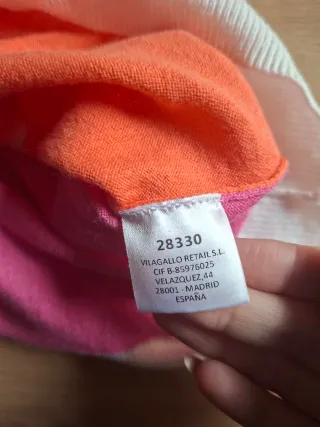 28330
VILAGALLO RETAIL S.L.
CIF B-85976025
VELAZQUEZ,44
28001 - MADRID
ESPAÑA